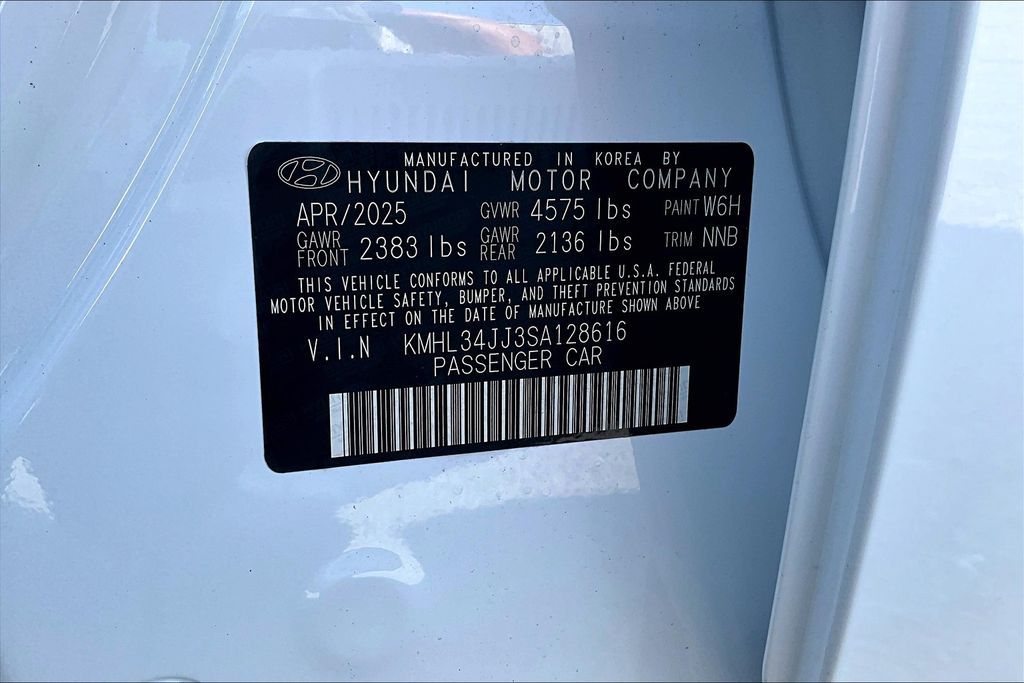 MANUFACTURED IN KOREA BY
HYUNDAI MOTOR COMPANY
APR/2025 GVWR 4575 lbs PAINT W6H
GAWR FRONT 2383 lbs GAWR REAR 2136 lbs TRIM NNB
THIS VEHICLE CONFORMS TO ALL APPLICABLE U.S.A. FEDERAL
MOTOR VEHICLE SAFETY, BUMPER, AND THEFT PREVENTION STANDARDS
IN EFFECT ON THE DATE OF MANUFACTURE SHOWN ABOVE
V.I.N KMHL34JJ3SA128616
PASSENGER CAR